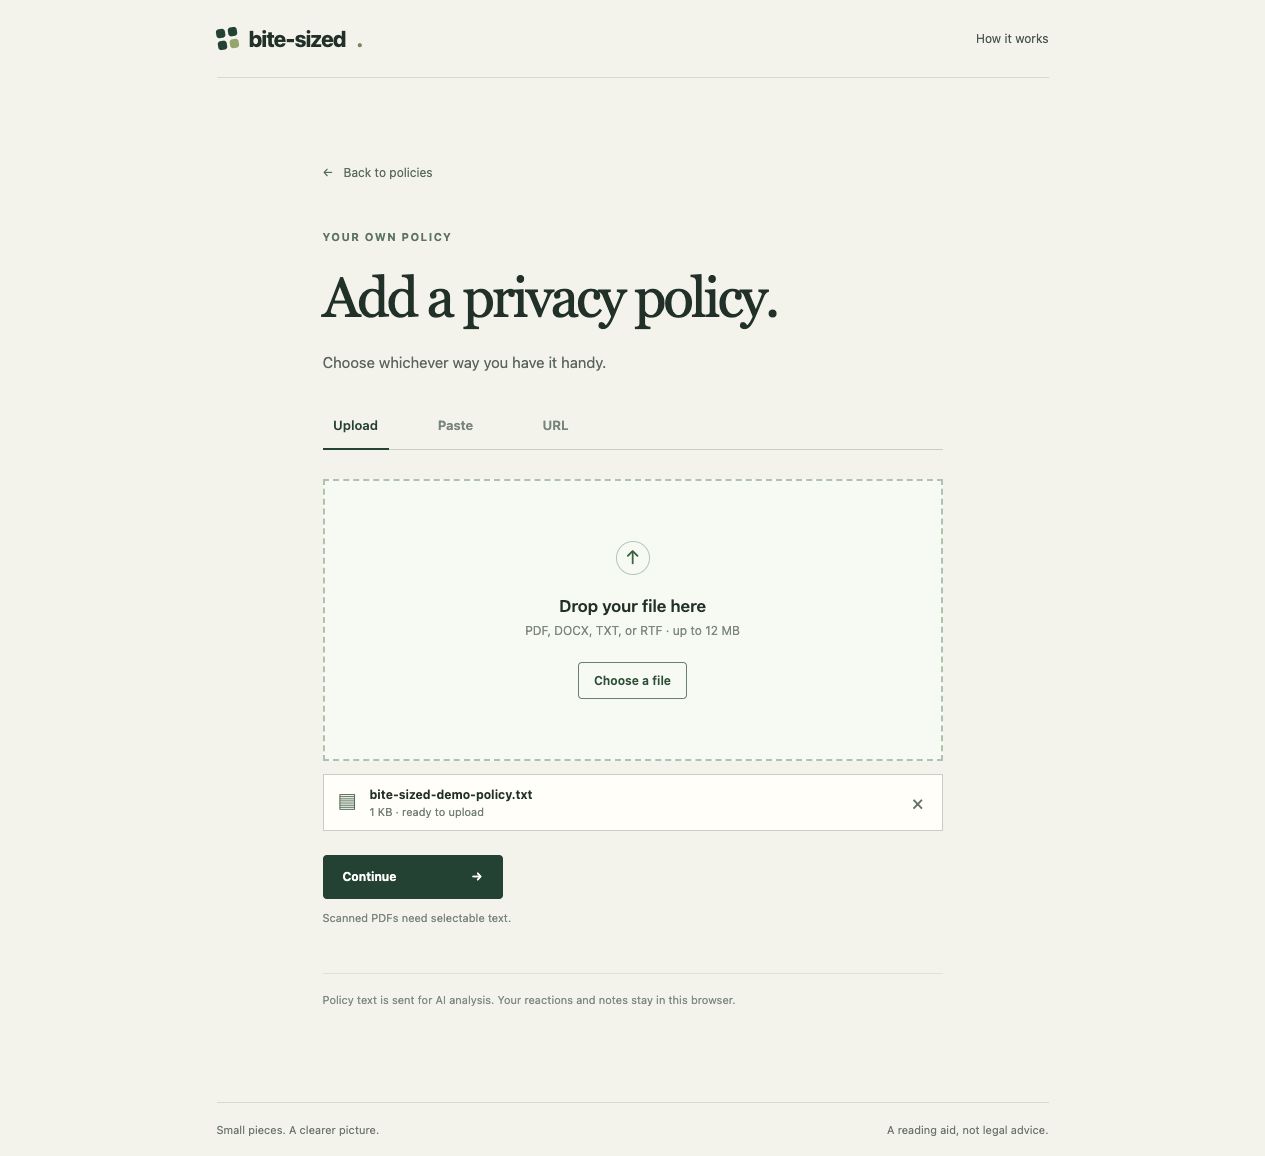 bite-sized.
How it works
← Back to policies
YOUR OWN POLICY
Add a privacy policy.
Choose whichever way you have it handy.
Upload
Paste
URL
Drop your file here
PDF, DOCX, TXT, or RTF · up to 12 MB
Choose a file
bite-sized-demo-policy.txt
1 KB · ready to upload
Continue →
Scanned PDFs need selectable text.
Policy text is sent for AI analysis. Your reactions and notes stay in this browser.
Small pieces. A clearer picture.
A reading aid, not legal advice.